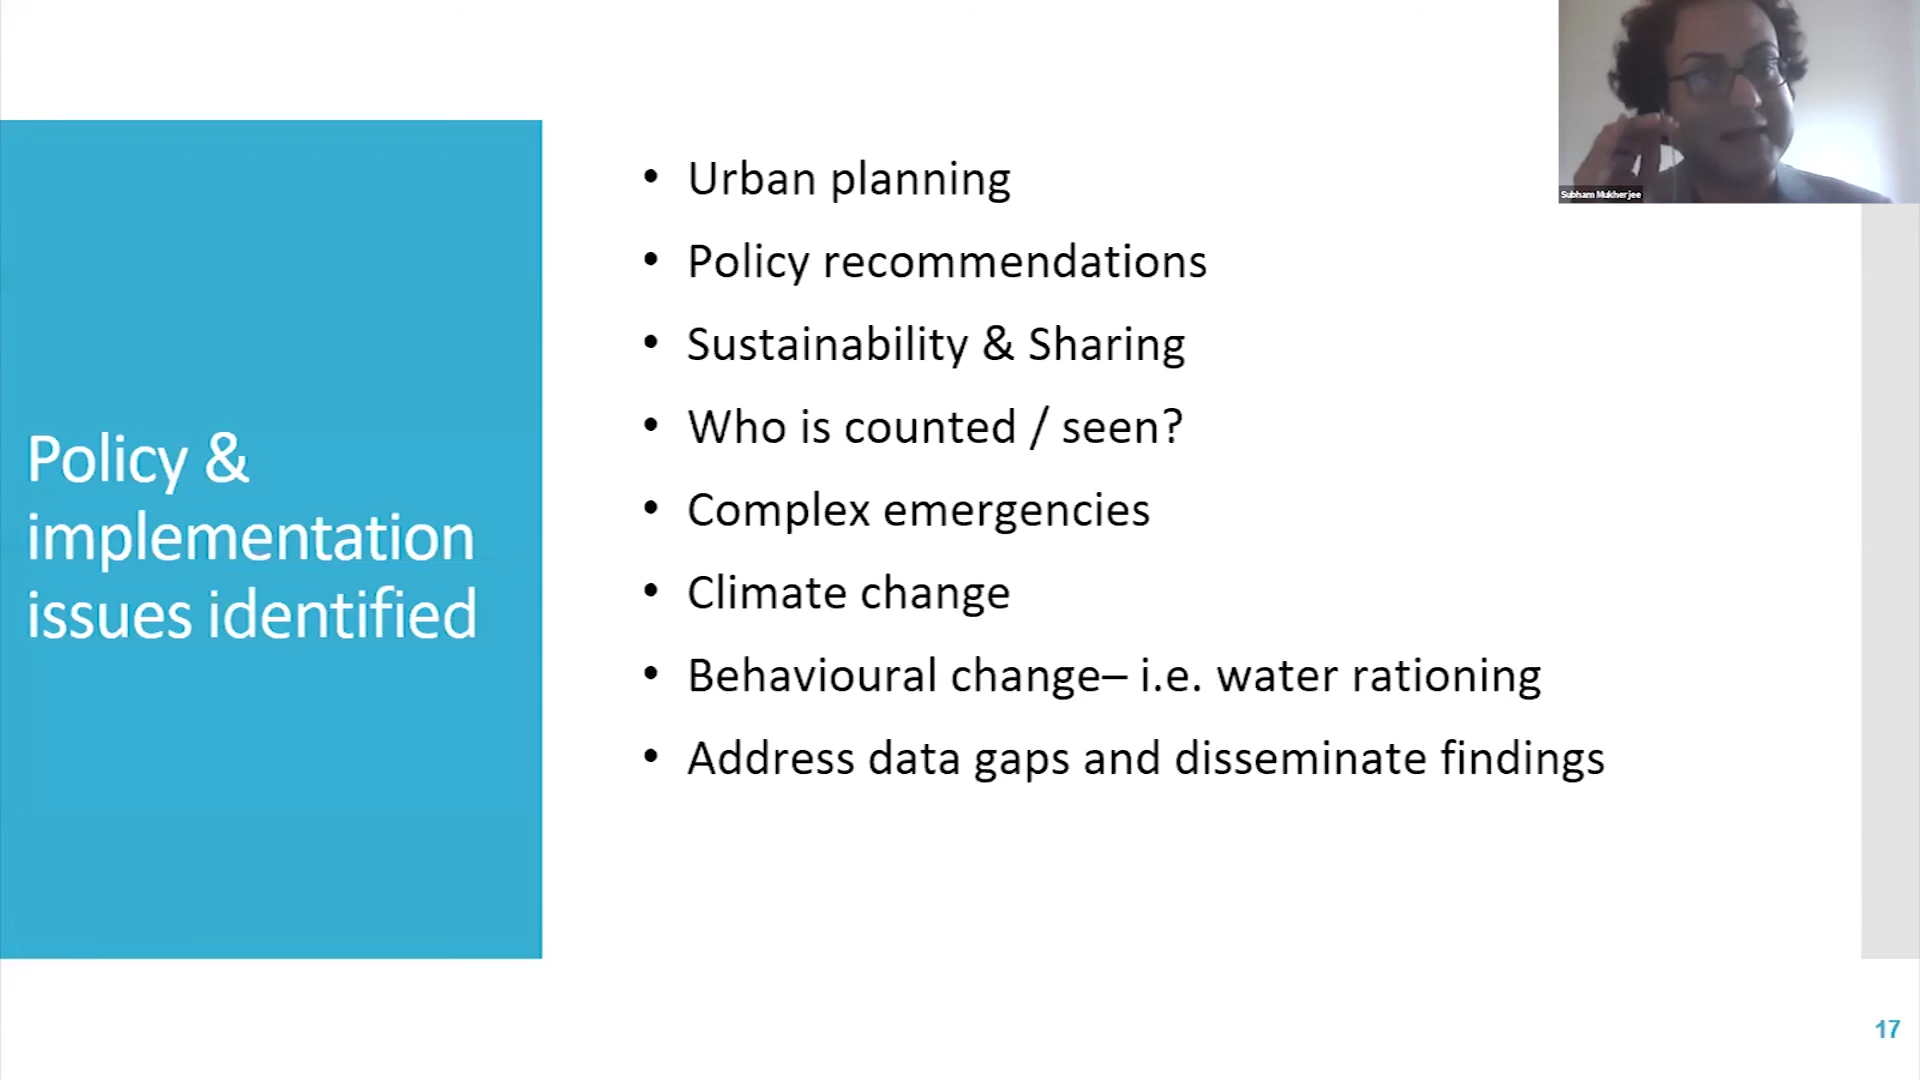 Policy &
implementation
issues identified
• Urban planning
• Policy recommendations
• Sustainability & Sharing
• Who is counted / seen?
• Complex emergencies
• Climate change
• Behavioural change– i.e. water rationing
• Address data gaps and disseminate findings
Subham Mukherjee
17